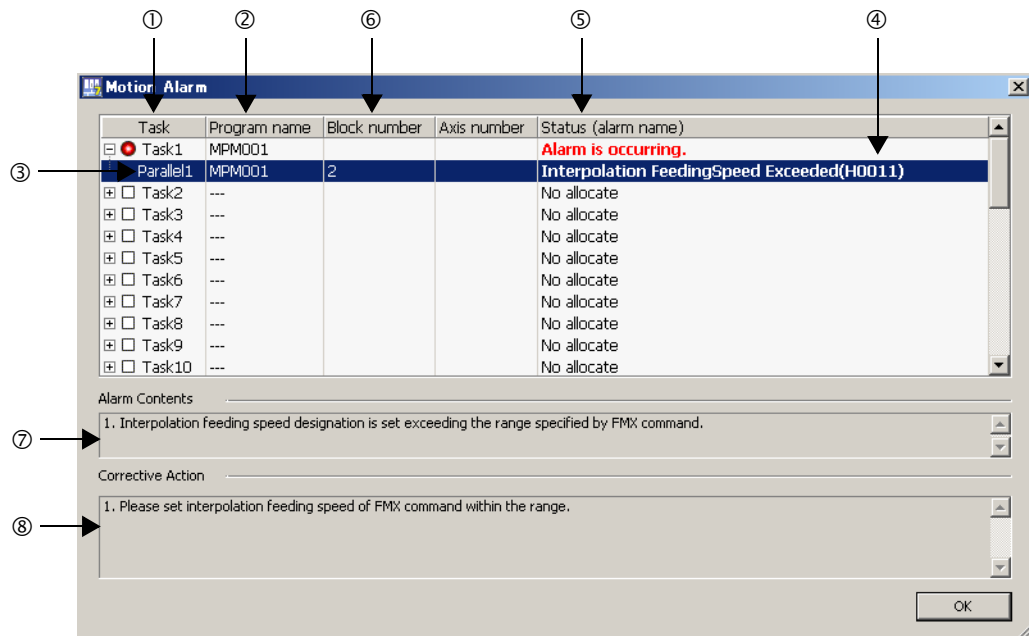 ① ② ⑥ ⑤ ④
Motion Alarm
Task Program name Block number Axis number Status (alarm name)
Task1 MPM001 Alarm is occurring.
③ Parallel1 MPM001 2 Interpolation FeedingSpeed Exceeded(H0011)
Task2 --- No allocate
Task3 --- No allocate
Task4 --- No allocate
Task5 --- No allocate
Task6 --- No allocate
Task7 --- No allocate
Task8 --- No allocate
Task9 --- No allocate
Task10 --- No allocate
Alarm Contents
⑦ 1. Interpolation feeding speed designation is set exceeding the range specified by FMX command.
Corrective Action
⑧ 1. Please set interpolation feeding speed of FMX command within the range.
OK